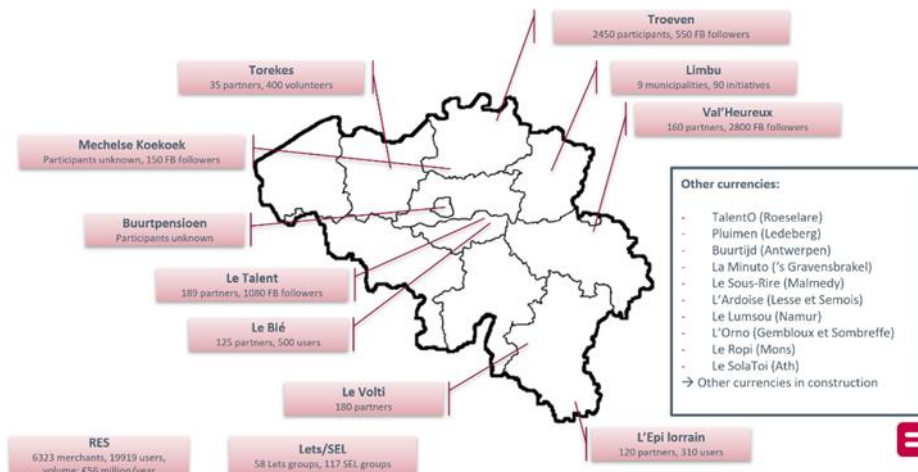 Troeven
2450 participants, 550 FB followers
Torekes
35 partners, 400 volunteers
Limbu
9 municipalities, 90 initiatives
Val'Heureux
160 partners, 2800 FB followers
Mechelse Koekoek
Participants unknown, 150 FB followers
Buurtpensioen
Participants unknown
Le Talent
189 partners, 1080 FB followers
Le Blé
125 partners, 500 users
Le Volti
180 partners
L'Epi lorrain
120 partners, 310 users
RES
6323 merchants, 19919 users,
volume: €56 million/year
Lets/SEL
58 Lets groups, 117 SEL groups
Other currencies:
- TalentO (Roeselare)
- Pluimen (Ledeberg)
- Buurtijd (Antwerpen)
- La Minuto ('s Gravensbrakel)
- Le Sous-Rire (Malmedy)
- L'Ardoise (Lesse et Semois)
- Le Lumsou (Namur)
- L'Orno (Gembloux et Sombreffe)
- Le Ropi (Mons)
- Le SolaToi (Ath)
→ Other currencies in construction